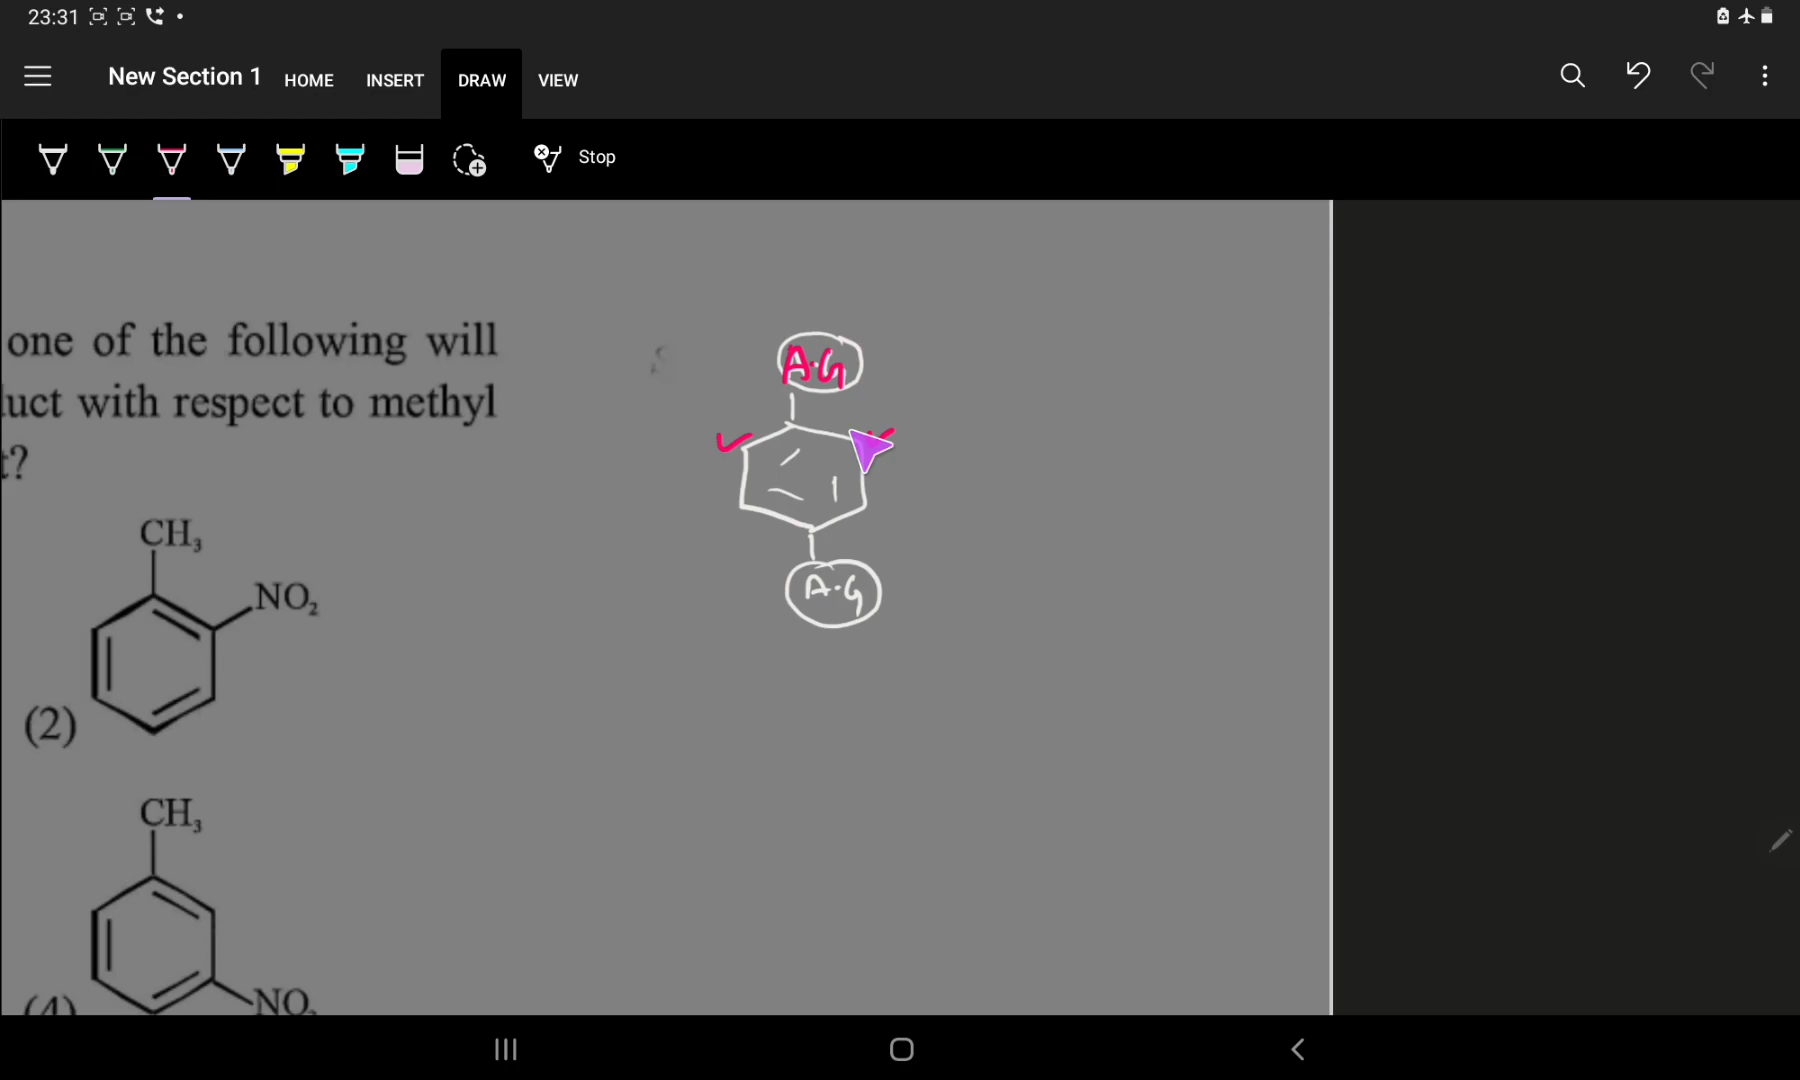 23:31
New Section 1 HOME INSERT DRAW VIEW
Stop
one of the following will
uct with respect to methyl
t?
CH₃
NO₂
(2)
CH₃
(4)
NO₂
A·G
A·G